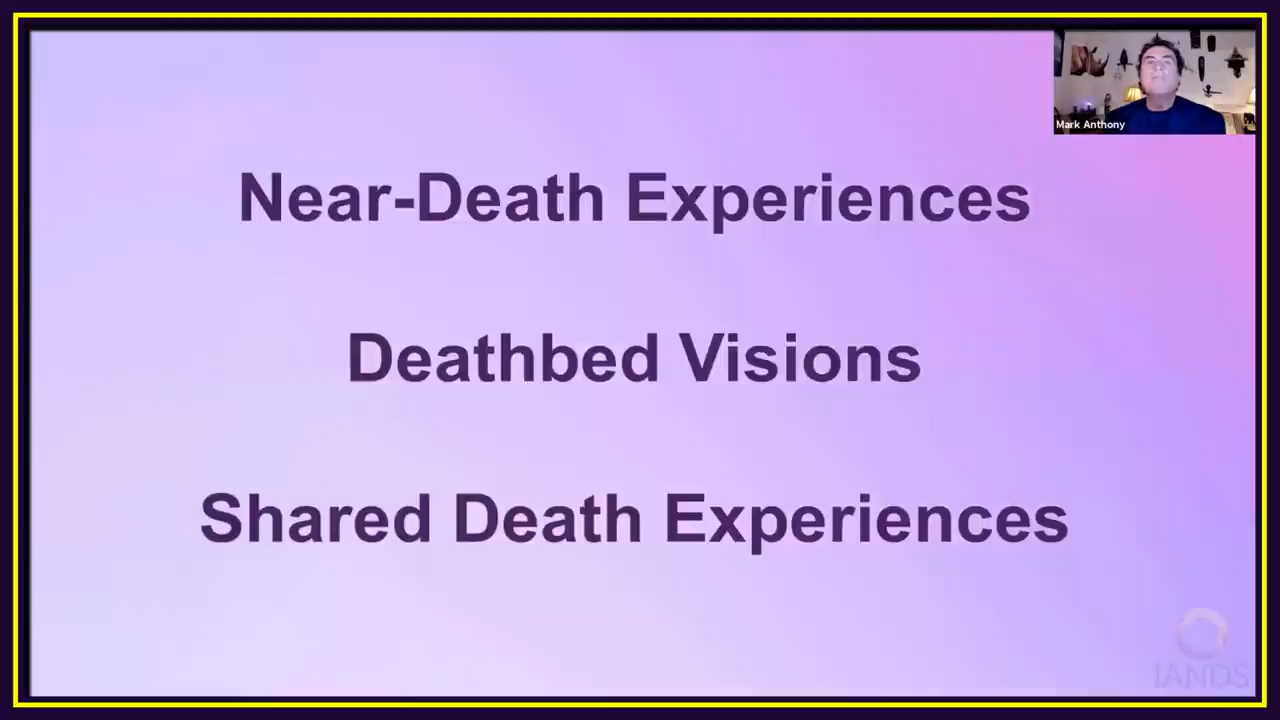 Mark Anthony
Near-Death Experiences
Deathbed Visions
Shared Death Experiences
IANDS